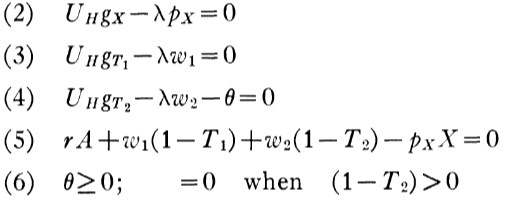 (2) U_H g_X − λp_X = 0
(3) U_H g_{T_1} − λw_1 = 0
(4) U_H g_{T_2} − λw_2 − θ = 0
(5) rA + w_1(1 − T_1) + w_2(1 − T_2) − p_X X = 0
(6) θ ≥ 0; = 0 when (1 − T_2) > 0